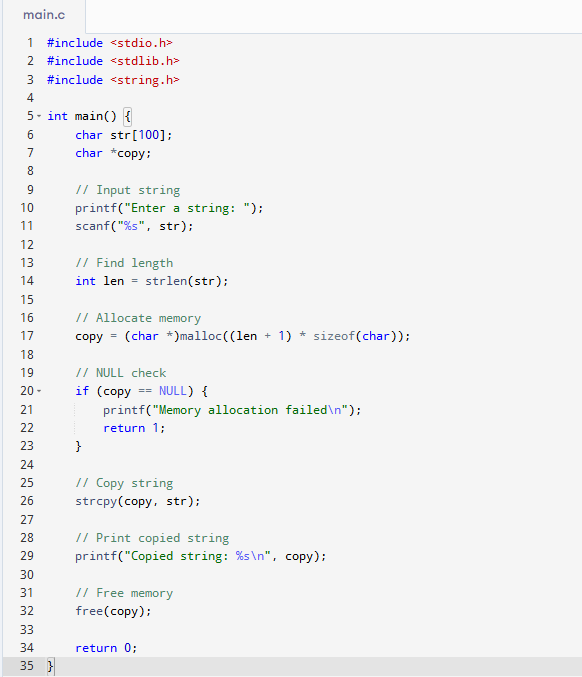 main.c
1 #include <stdio.h>
2 #include <stdlib.h>
3 #include <string.h>
4
5 int main() {
6     char str[100];
7     char *copy;
8
9     // Input string
10     printf("Enter a string: ");
11     scanf("%s", str);
12
13     // Find length
14     int len = strlen(str);
15
16     // Allocate memory
17     copy = (char *)malloc((len + 1) * sizeof(char));
18
19     // NULL check
20     if (copy == NULL) {
21         printf("Memory allocation failed\n");
22         return 1;
23     }
24
25     // Copy string
26     strcpy(copy, str);
27
28     // Print copied string
29     printf("Copied string: %s\n", copy);
30
31     // Free memory
32     free(copy);
33
34     return 0;
35 }